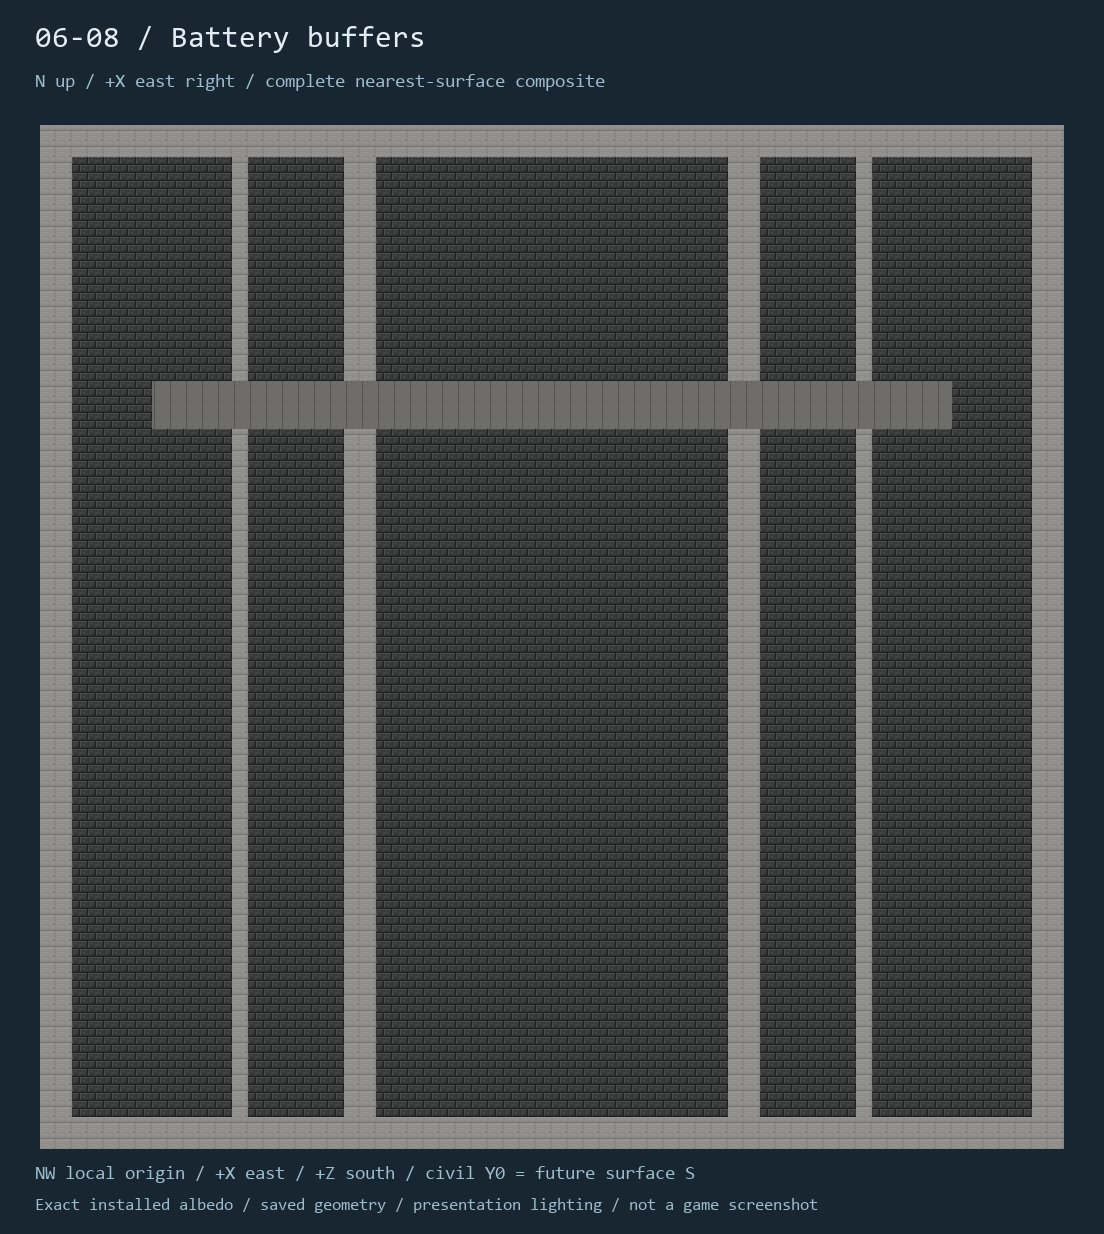 06-08 / Battery buffers
N up / +X east right / complete nearest-surface composite
NW local origin / +X east / +Z south / civil Y0 = future surface S
Exact installed albedo / saved geometry / presentation lighting / not a game screenshot